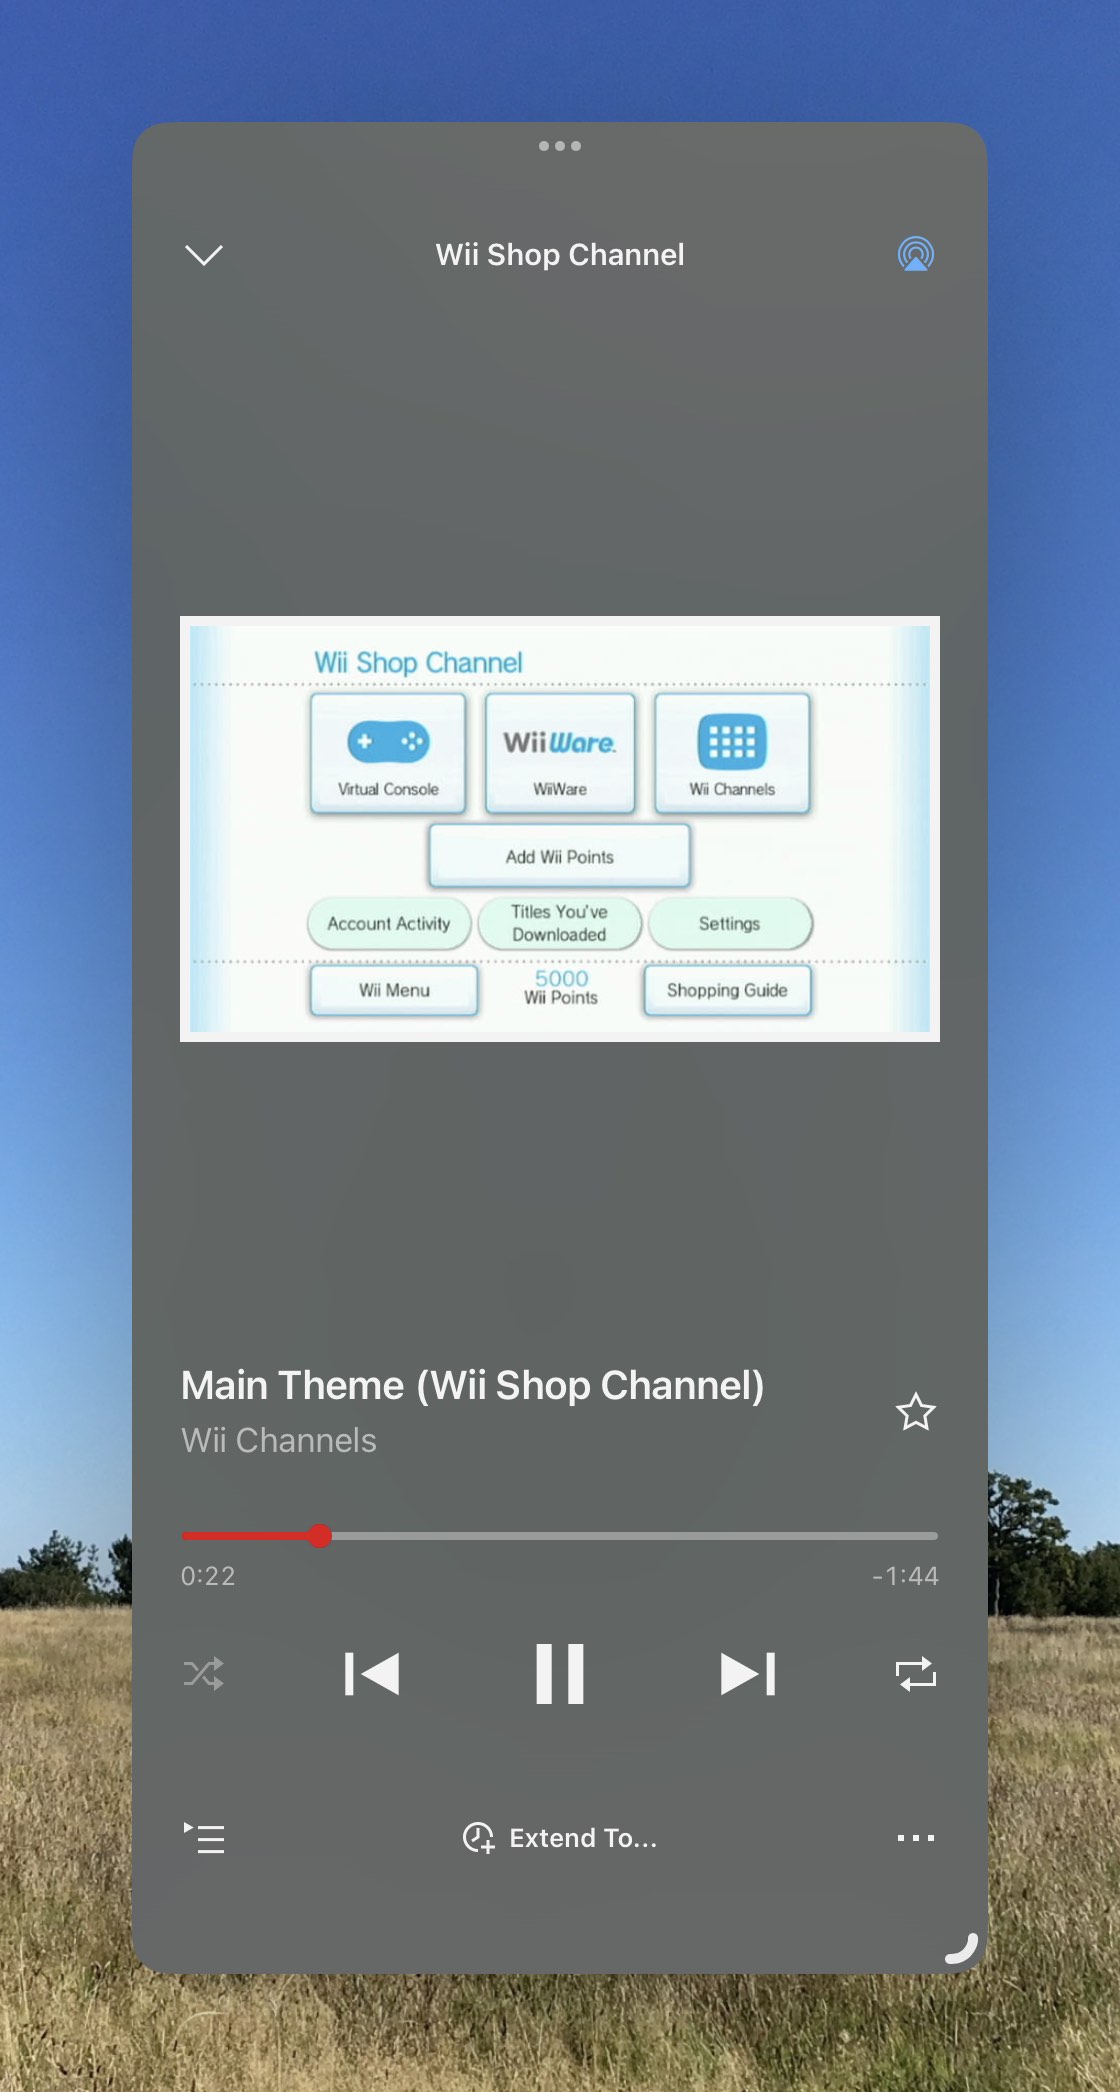 Wii Shop Channel
Wii Shop Channel
Virtual Console
WiiWare.
WiiWare
Wii Channels
Add Wii Points
Account Activity
Titles You've
Downloaded
Settings
Wii Menu
5000
Wii Points
Shopping Guide
Main Theme (Wii Shop Channel)
Wii Channels
0:22
-1:44
Extend To...